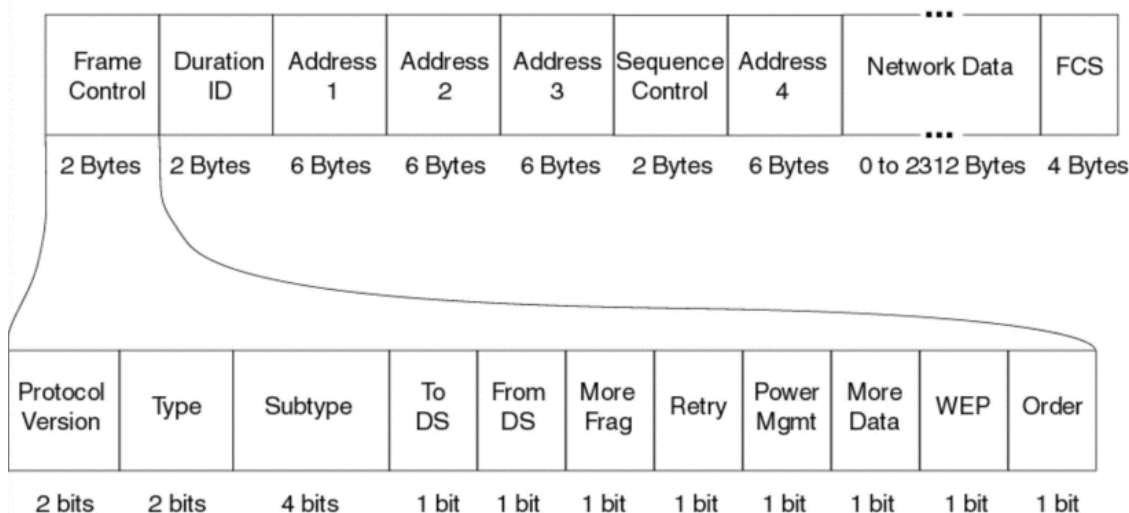 Frame Control
Duration ID
Address 1
Address 2
Address 3
Sequence Control
Address 4
Network Data
FCS
2 Bytes
2 Bytes
6 Bytes
6 Bytes
6 Bytes
2 Bytes
6 Bytes
0 to 2312 Bytes
4 Bytes
Protocol Version
Type
Subtype
To DS
From DS
More Frag
Retry
Power Mgmt
More Data
WEP
Order
2 bits
2 bits
4 bits
1 bit
1 bit
1 bit
1 bit
1 bit
1 bit
1 bit
1 bit